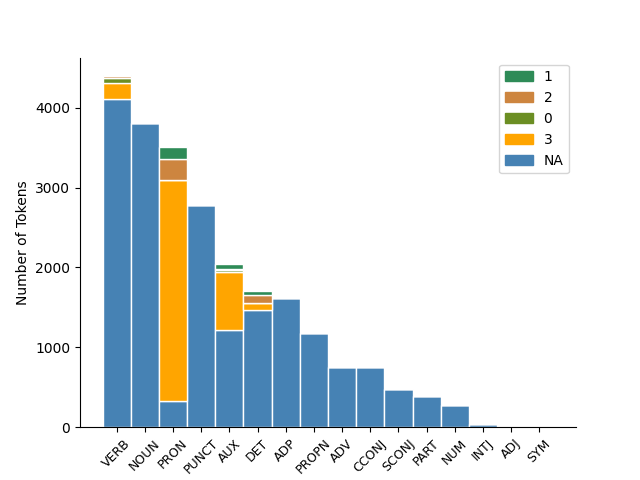 1
2
0
3
NA
4000
3000
2000
1000
0
Number of Tokens
VERB
NOUN
PRON
PUNCT
AUX
DET
ADP
PROPN
ADV
CCONJ
SCONJ
PART
NUM
INTJ
ADJ
SYM